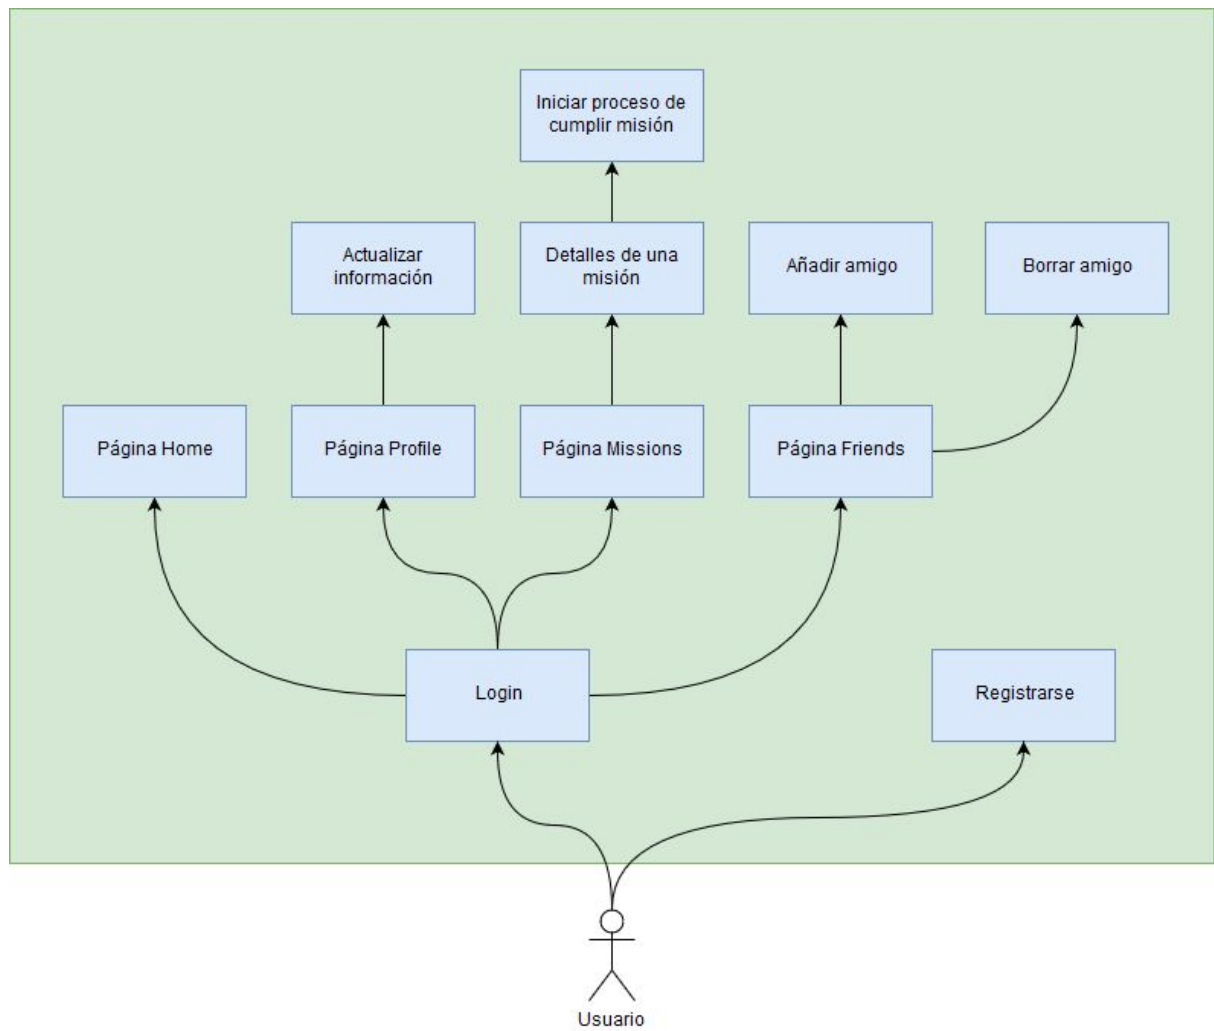 Iniciar proceso de
cumplir misión
Actualizar
información
Detalles de una
misión
Añadir amigo
Borrar amigo
Página Home
Página Profile
Página Missions
Página Friends
Login
Registrarse
Usuario